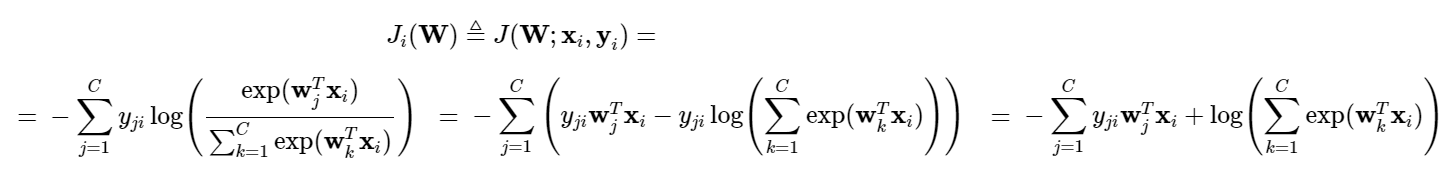 $J_i(\mathbf{W}) \triangleq J(\mathbf{W}; \mathbf{x}_i, \mathbf{y}_i) =$
$= -\sum_{j=1}^{C} y_{ji} \log\left(\frac{\exp(\mathbf{w}_j^T \mathbf{x}_i)}{\sum_{k=1}^{C} \exp(\mathbf{w}_k^T \mathbf{x}_i)}\right) = -\sum_{j=1}^{C} \left(y_{ji} \mathbf{w}_j^T \mathbf{x}_i - y_{ji} \log\left(\sum_{k=1}^{C} \exp(\mathbf{w}_k^T \mathbf{x}_i)\right)\right) = -\sum_{j=1}^{C} y_{ji} \mathbf{w}_j^T \mathbf{x}_i + \log\left(\sum_{k=1}^{C} \exp(\mathbf{w}_k^T \mathbf{x}_i)\right)$